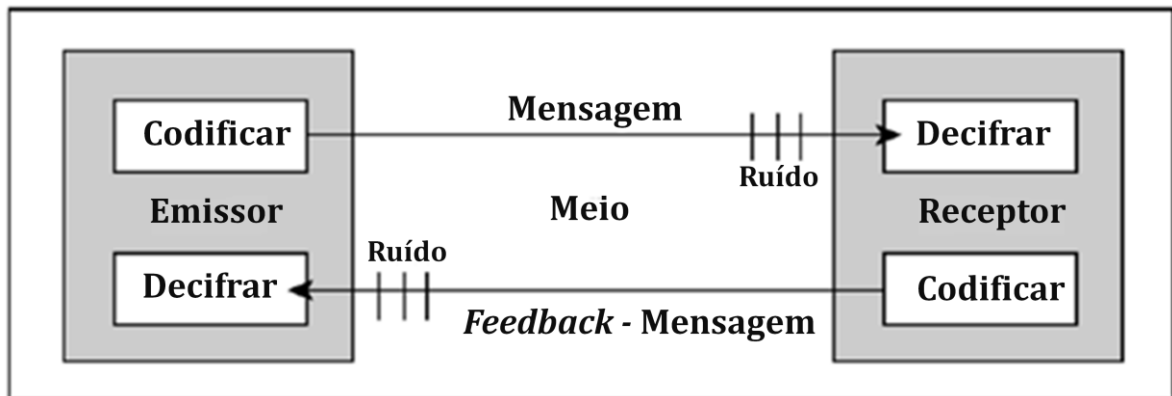 Mensagem
Codificar
Decifrar
Ruído
Emissor
Meio
Receptor
Ruído
Decifrar
Codificar
Feedback - Mensagem